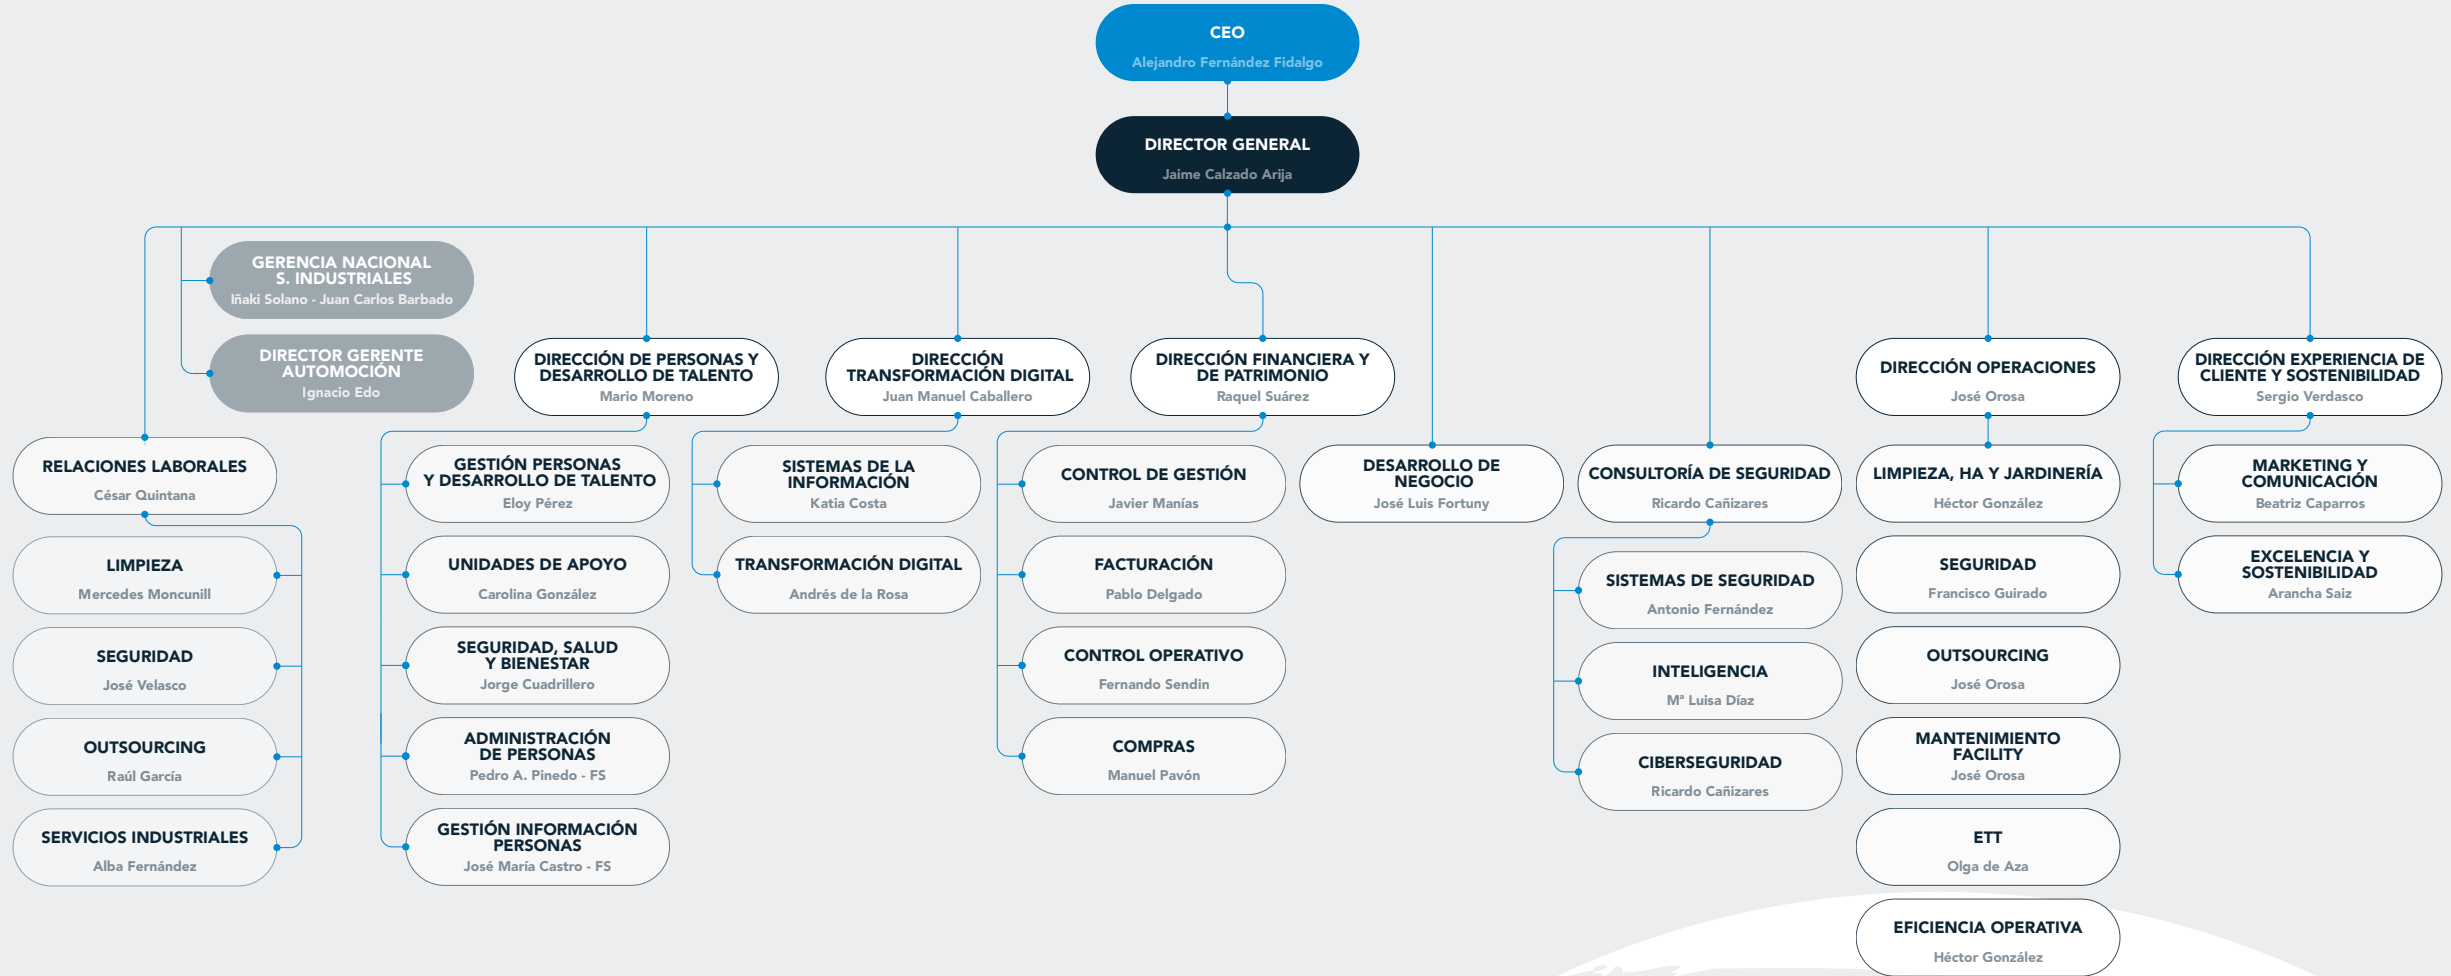 CEO
Alejandro Fernández Fidalgo
DIRECTOR GENERAL
Jaime Calzado Arija
GERENCIA NACIONAL
S. INDUSTRIALES
Iñaki Solano - Juan Carlos Barbado
DIRECTOR GERENTE
AUTOMOCIÓN
Ignacio Edo
RELACIONES LABORALES
César Quintana
LIMPIEZA
Mercedes Moncunill
SEGURIDAD
José Velasco
OUTSOURCING
Raúl García
SERVICIOS INDUSTRIALES
Alba Fernández
DIRECCIÓN DE PERSONAS Y
DESARROLLO DE TALENTO
Mario Moreno
GESTIÓN PERSONAS
Y DESARROLLO DE TALENTO
Eloy Pérez
UNIDADES DE APOYO
Carolina González
SEGURIDAD, SALUD
Y BIENESTAR
Jorge Cuadrillero
ADMINISTRACIÓN
DE PERSONAS
Pedro A. Pinedo - FS
GESTIÓN INFORMACIÓN
PERSONAS
José María Castro - FS
DIRECCIÓN
TRANSFORMACIÓN DIGITAL
Juan Manuel Caballero
SISTEMAS DE LA
INFORMACIÓN
Katia Costa
TRANSFORMACIÓN DIGITAL
Andrés de la Rosa
DIRECCIÓN FINANCIERA Y
DE PATRIMONIO
Raquel Suárez
CONTROL DE GESTIÓN
Javier Manías
FACTURACIÓN
Pablo Delgado
CONTROL OPERATIVO
Fernando Sendin
COMPRAS
Manuel Pavón
DESARROLLO DE
NEGOCIO
José Luis Fortuny
CONSULTORÍA DE SEGURIDAD
Ricardo Cañizares
SISTEMAS DE SEGURIDAD
Antonio Fernández
INTELIGENCIA
Mª Luisa Díaz
CIBERSEGURIDAD
Ricardo Cañizares
DIRECCIÓN OPERACIONES
José Orosa
LIMPIEZA, HA Y JARDINERÍA
Héctor González
SEGURIDAD
Francisco Guirado
OUTSOURCING
José Orosa
MANTENIMIENTO
FACILITY
José Orosa
ETT
Olga de Aza
EFICIENCIA OPERATIVA
Héctor González
DIRECCIÓN EXPERIENCIA DE
CLIENTE Y SOSTENIBILIDAD
Sergio Verdasco
MARKETING Y
COMUNICACIÓN
Beatriz Caparros
EXCELENCIA Y
SOSTENIBILIDAD
Arancha Saiz